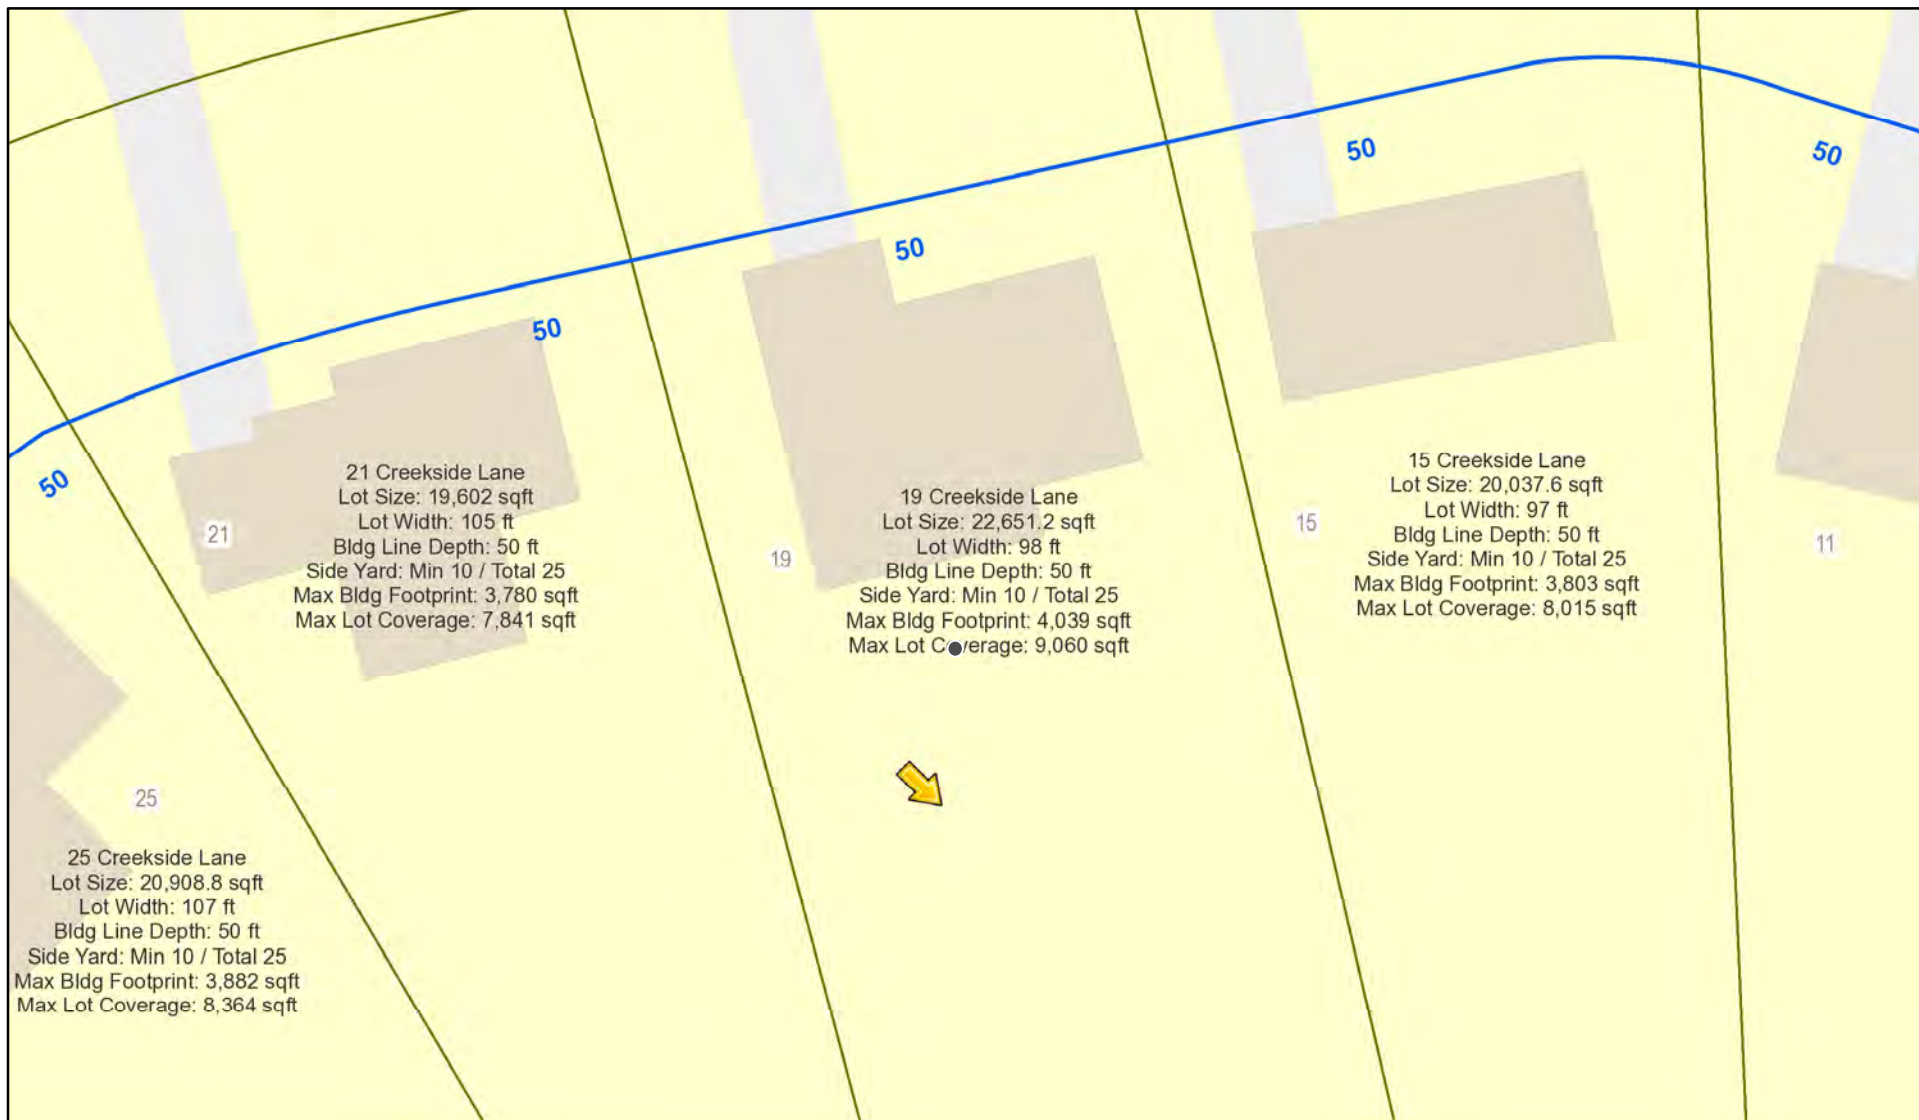 50
50
50
50
50
21 Creekside Lane
Lot Size: 19,602 sqft
Lot Width: 105 ft
Bldg Line Depth: 50 ft
Side Yard: Min 10 / Total 25
Max Bldg Footprint: 3,780 sqft
Max Lot Coverage: 7,841 sqft
21
19 Creekside Lane
Lot Size: 22,651.2 sqft
Lot Width: 98 ft
Bldg Line Depth: 50 ft
Side Yard: Min 10 / Total 25
Max Bldg Footprint: 4,039 sqft
Max Lot Coverage: 9,060 sqft
19
15 Creekside Lane
Lot Size: 20,037.6 sqft
Lot Width: 97 ft
Bldg Line Depth: 50 ft
Side Yard: Min 10 / Total 25
Max Bldg Footprint: 3,803 sqft
Max Lot Coverage: 8,015 sqft
15
11
25
25 Creekside Lane
Lot Size: 20,908.8 sqft
Lot Width: 107 ft
Bldg Line Depth: 50 ft
Side Yard: Min 10 / Total 25
Max Bldg Footprint: 3,882 sqft
Max Lot Coverage: 8,364 sqft